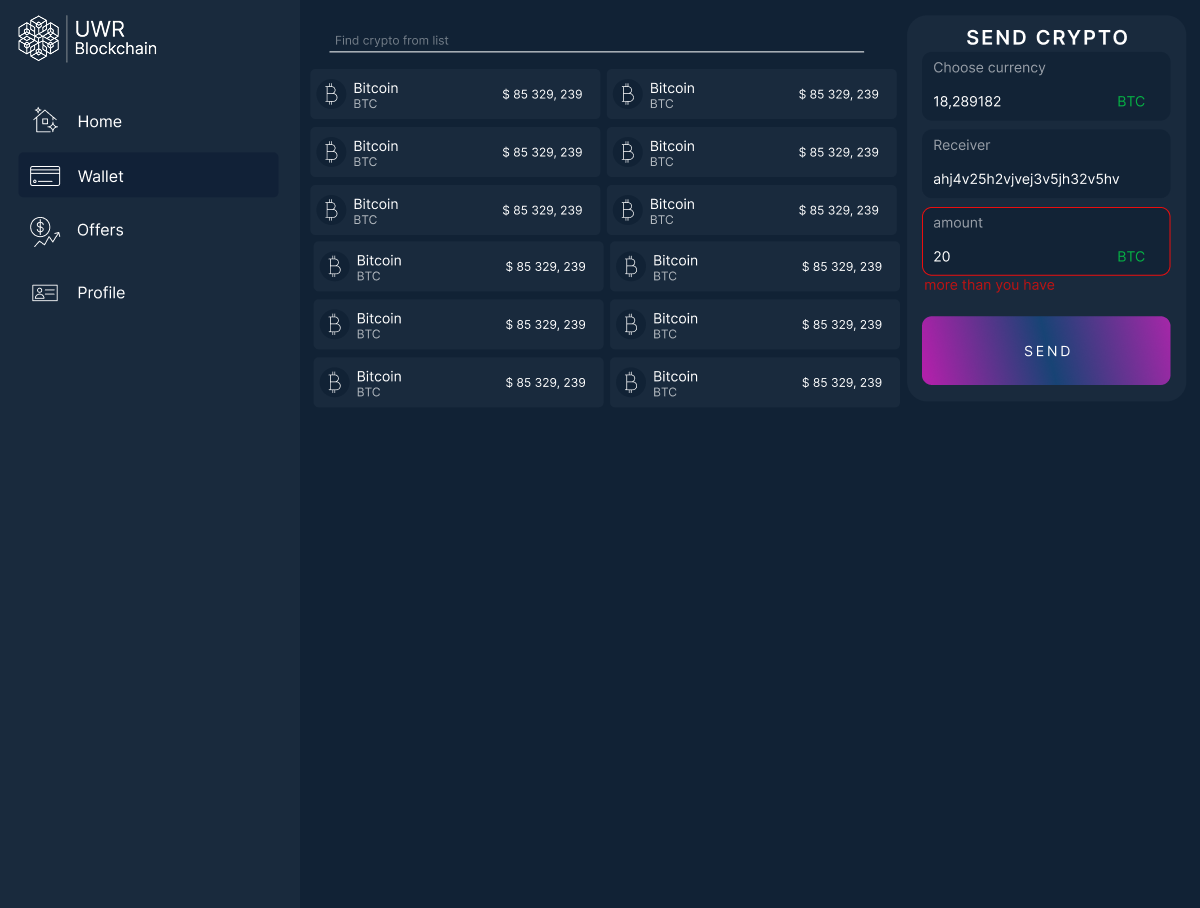 UWR
Blockchain
Home
Wallet
Offers
Profile
Find crypto from list
Bitcoin
BTC
$ 85 329, 239
Bitcoin
BTC
$ 85 329, 239
Bitcoin
BTC
$ 85 329, 239
Bitcoin
BTC
$ 85 329, 239
Bitcoin
BTC
$ 85 329, 239
Bitcoin
BTC
$ 85 329, 239
Bitcoin
BTC
$ 85 329, 239
Bitcoin
BTC
$ 85 329, 239
Bitcoin
BTC
$ 85 329, 239
Bitcoin
BTC
$ 85 329, 239
Bitcoin
BTC
$ 85 329, 239
Bitcoin
BTC
$ 85 329, 239
SEND CRYPTO
Choose currency
18,289182 BTC
Receiver
ahj4v25h2vjvej3v5jh32v5hv
amount
20 BTC
more than you have
SEND